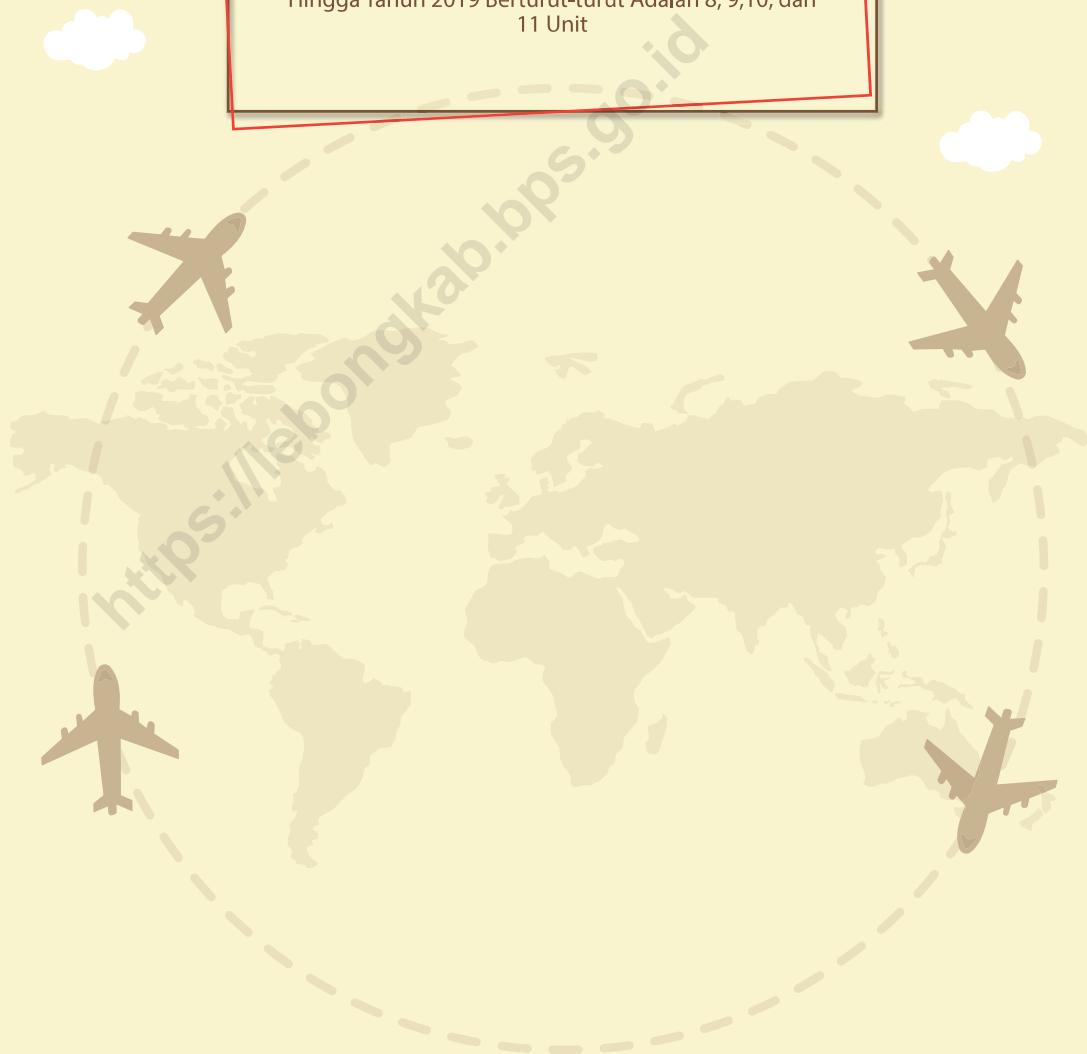 Hingga Tahun 2019 Berturut-turut Adalah 8, 9,10, dan
11 Unit
https://lebongkab.bps.go.id